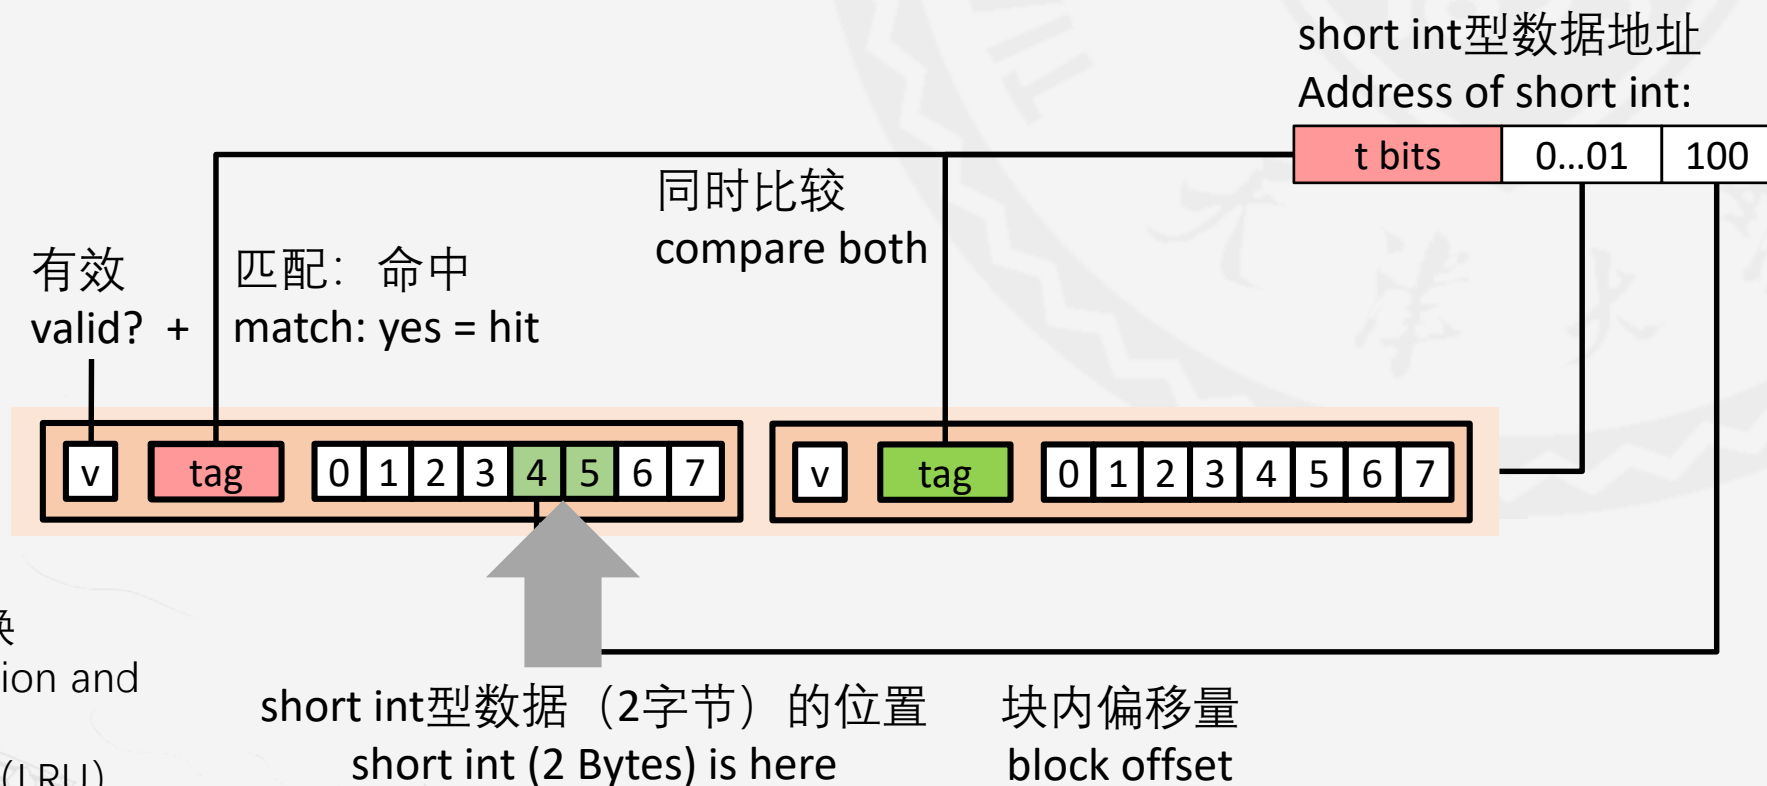 short int型数据地址
Address of short int:
t bits 0...01 100
同时比较
compare both
有效
valid? +
匹配：命中
match: yes = hit
v tag 0 1 2 3 4 5 6 7
v tag 0 1 2 3 4 5 6 7
换
ion and
(LRU)
short int型数据（2字节）的位置
short int (2 Bytes) is here
块内偏移量
block offset